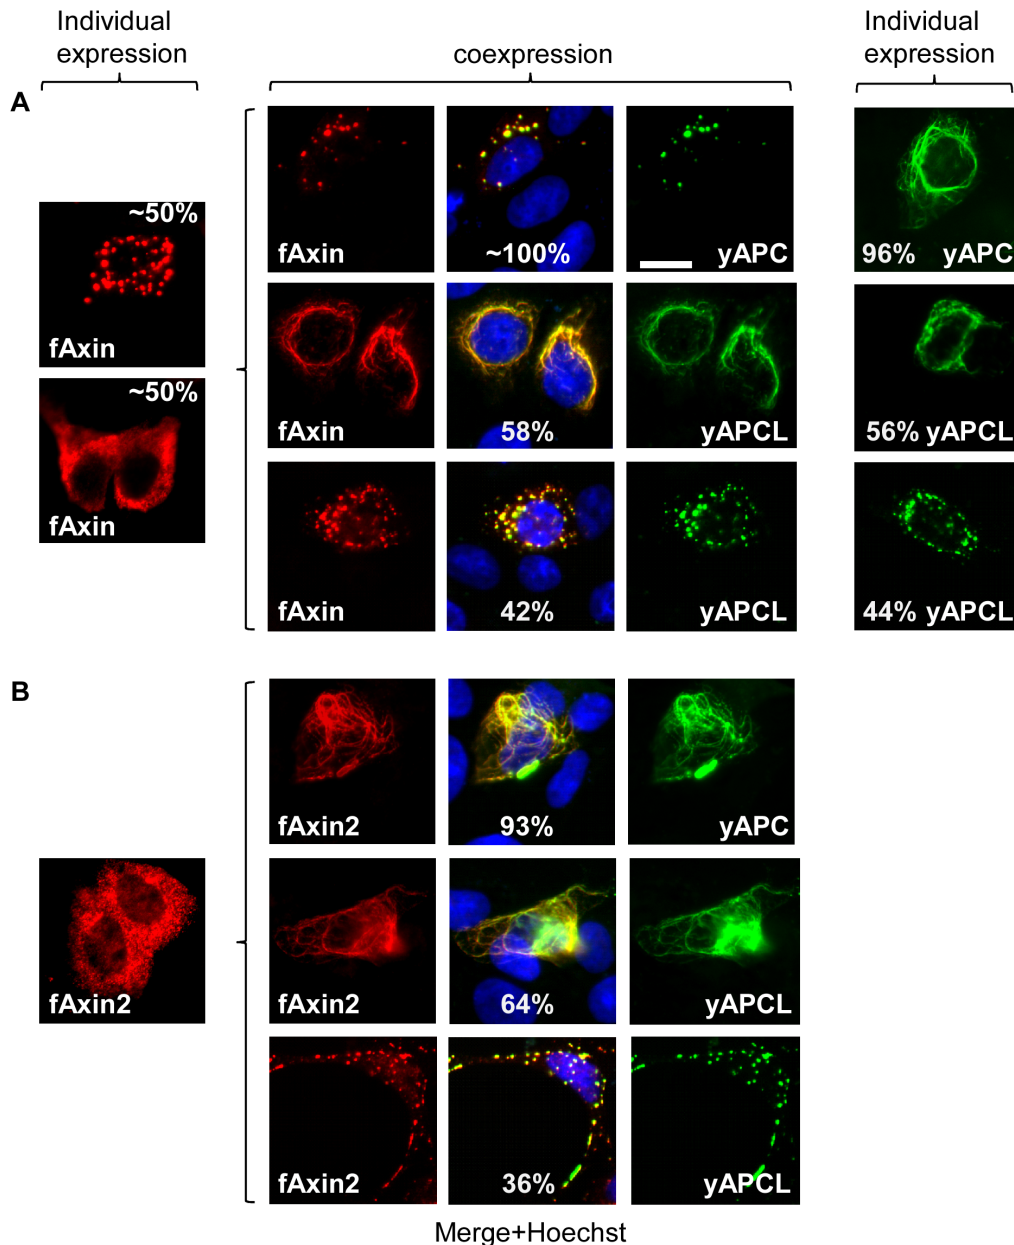 Individual
expression
coexpression
Individual
expression
A
~50%
fAxin
~50%
fAxin
fAxin
~100%
yAPC
96% yAPC
fAxin
58%
yAPCL
56% yAPCL
fAxin
42%
yAPCL
44% yAPCL
B
fAxin2
fAxin2
93%
yAPC
fAxin2
64%
yAPCL
fAxin2
36%
yAPCL
Merge+Hoechst